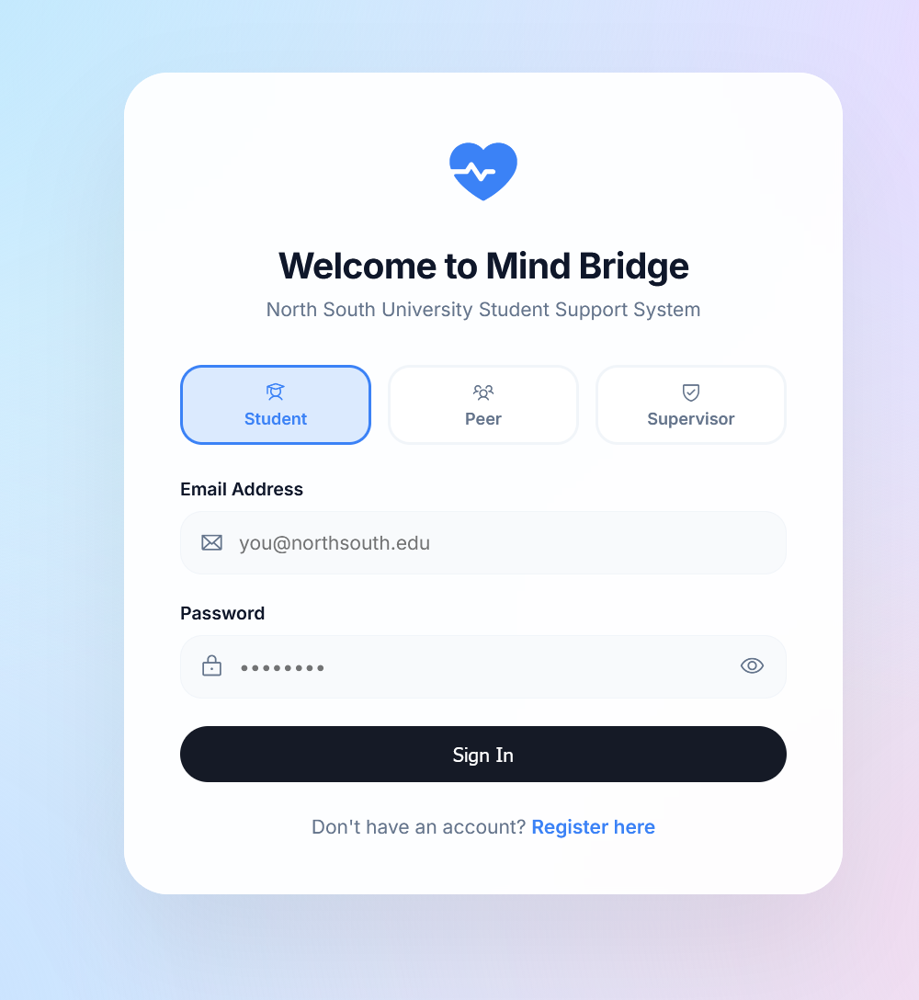 Welcome to Mind Bridge
North South University Student Support System
Student
Peer
Supervisor
Email Address
you@northsouth.edu
Password
••••••••
Sign In
Don't have an account? Register here